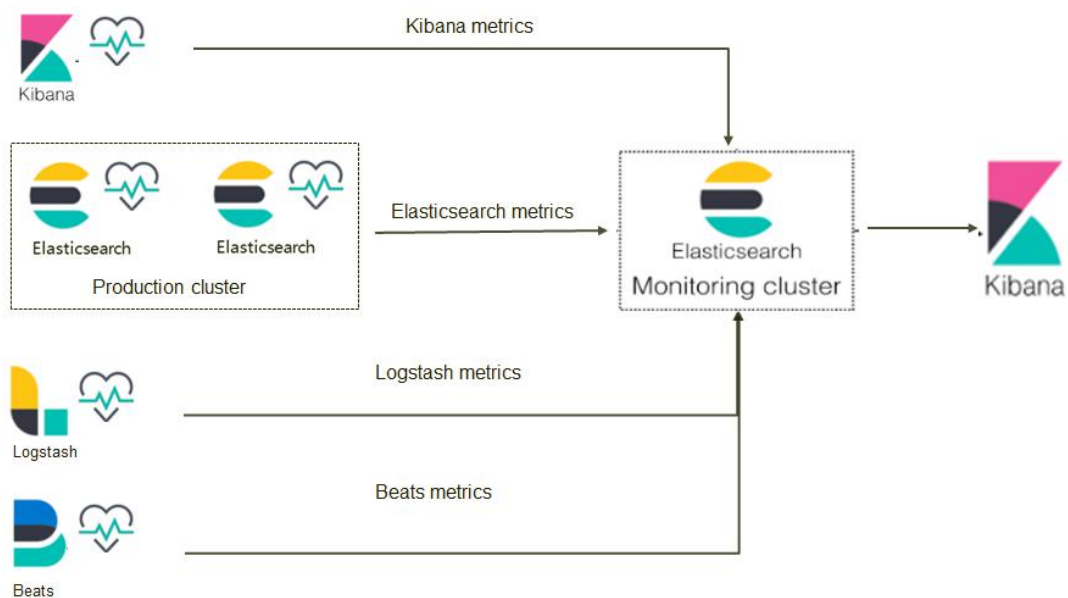 Kibana metrics
Kibana
Elasticsearch
Elasticsearch
Production cluster
Elasticsearch metrics
Elasticsearch
Monitoring cluster
Kibana
Logstash metrics
Logstash
Beats metrics
Beats